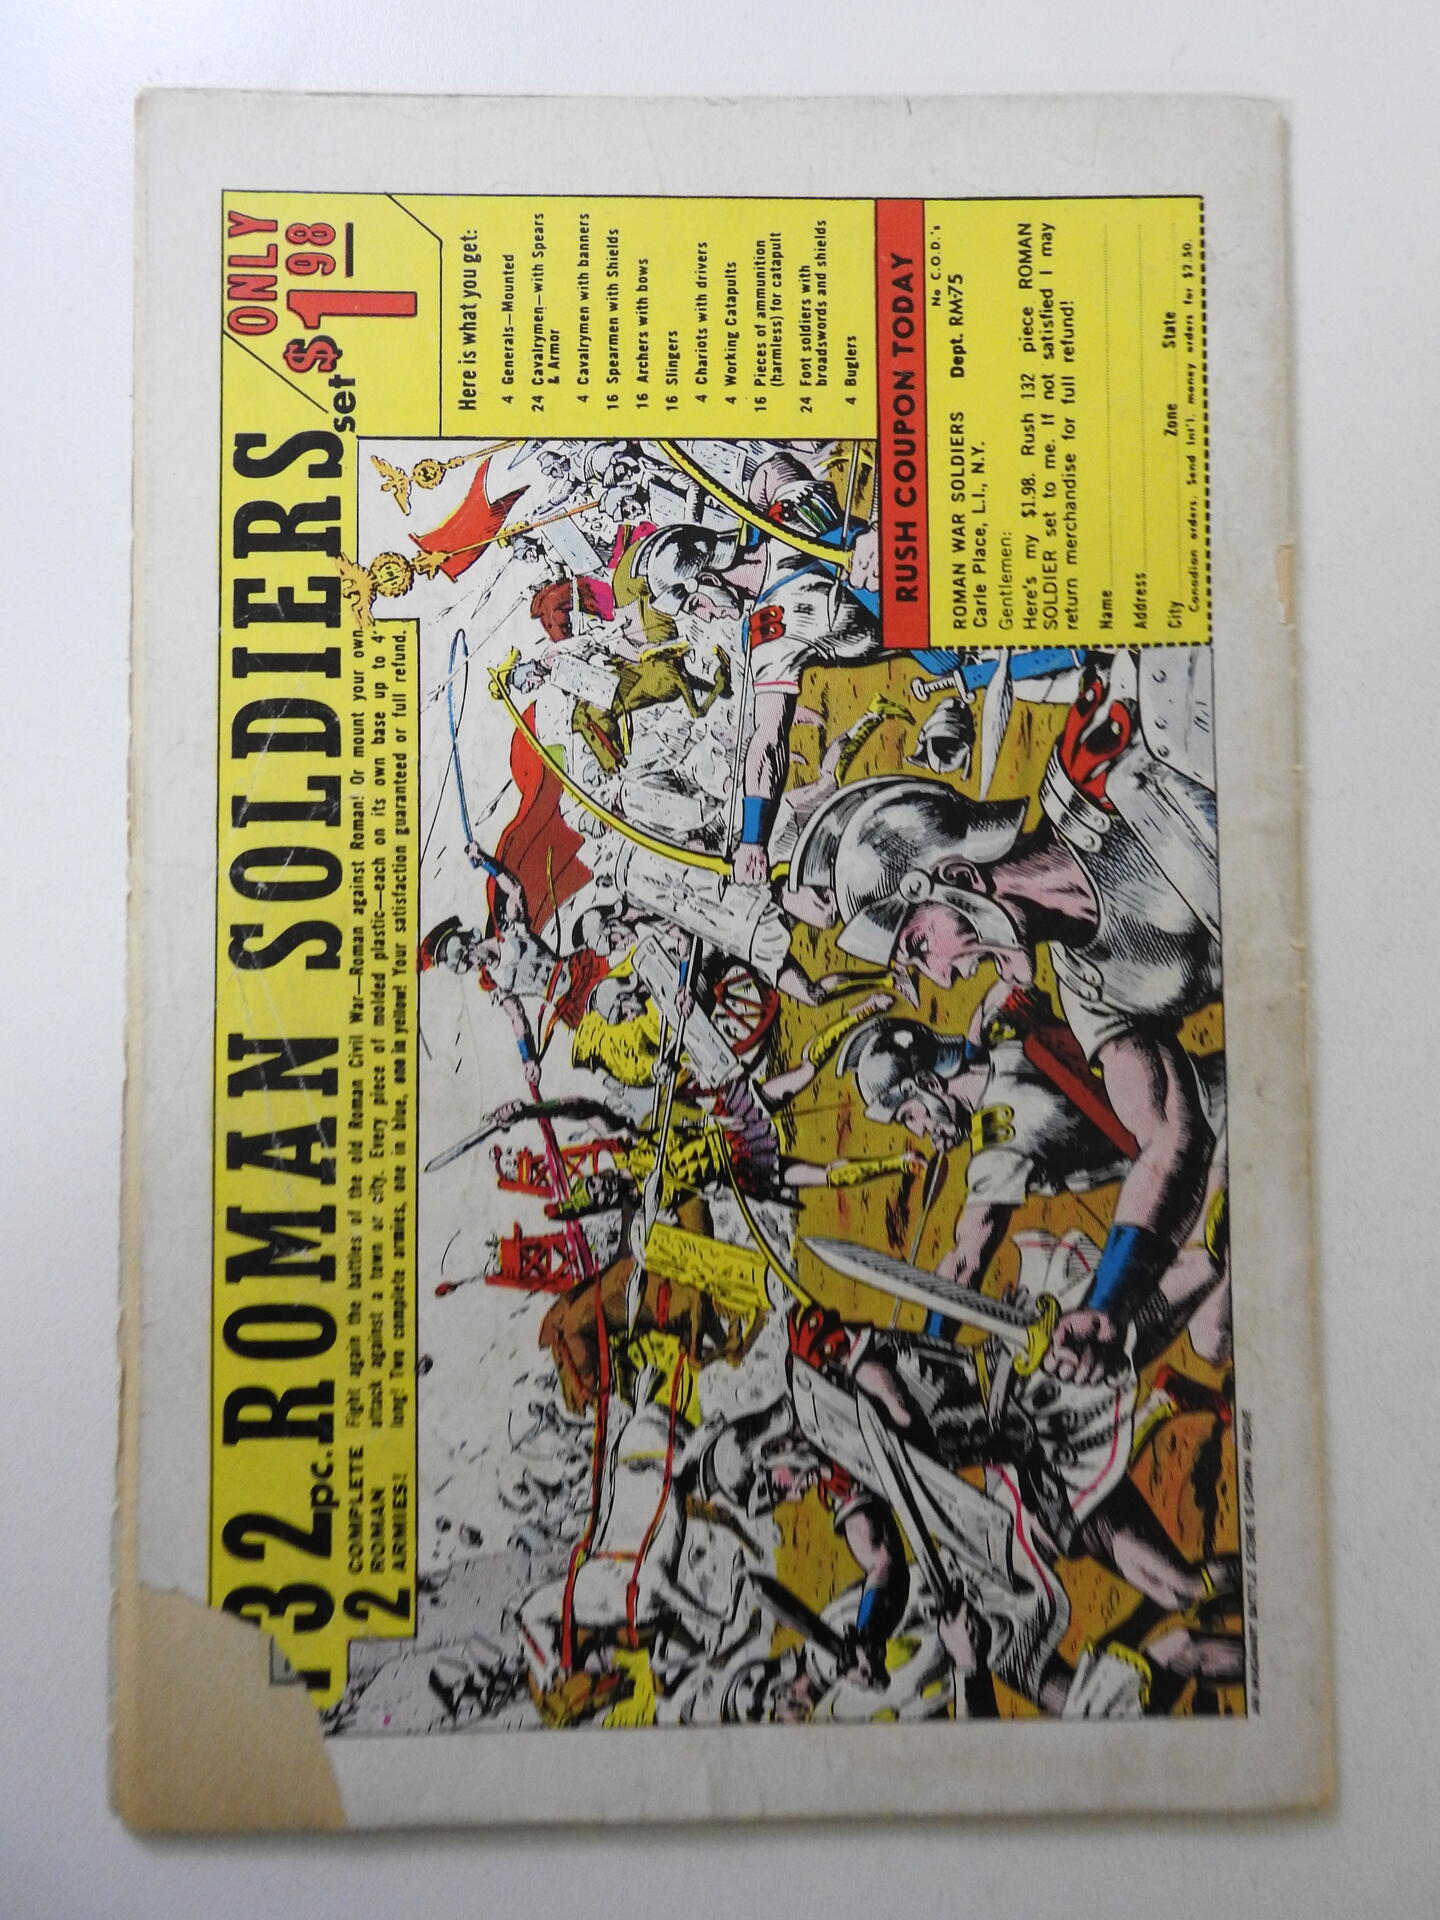 132 pc. ROMAN SOLDIERS set
ONLY
$1.98
2 COMPLETE ROMAN ARMIES!
Fight again the battles of the old Roman Civil War—Roman against Roman! Or mount your own
attack against a town or city. Every piece of molded plastic—each on its own base up to 4"
long! Two complete armies, one in blue, one in yellow! Your satisfaction guaranteed or full refund.
Here is what you get:
4 Generals—Mounted
24 Cavalrymen—with Spears
& Armor
4 Cavalrymen with banners
16 Spearmen with Shields
16 Archers with bows
16 Slingers
4 Chariots with drivers
4 Working Catapults
16 Pieces of ammunition
(harmless) for catapult
24 Foot soldiers with
broadswords and shields
4 Buglers
RUSH COUPON TODAY
No C.O.D.'s
ROMAN WAR SOLDIERS Dept. RM-75
Carle Place, L.I., N.Y.
Gentlemen:
Here's my $1.98. Rush 132 piece ROMAN
SOLDIER set to me. If not satisfied I may
return merchandise for full refund!
Name
Address
City Zone State
Canadian orders. Send Int'l. money orders for $2.50.
BATTLE SCENE IS SHOWN ABOVE